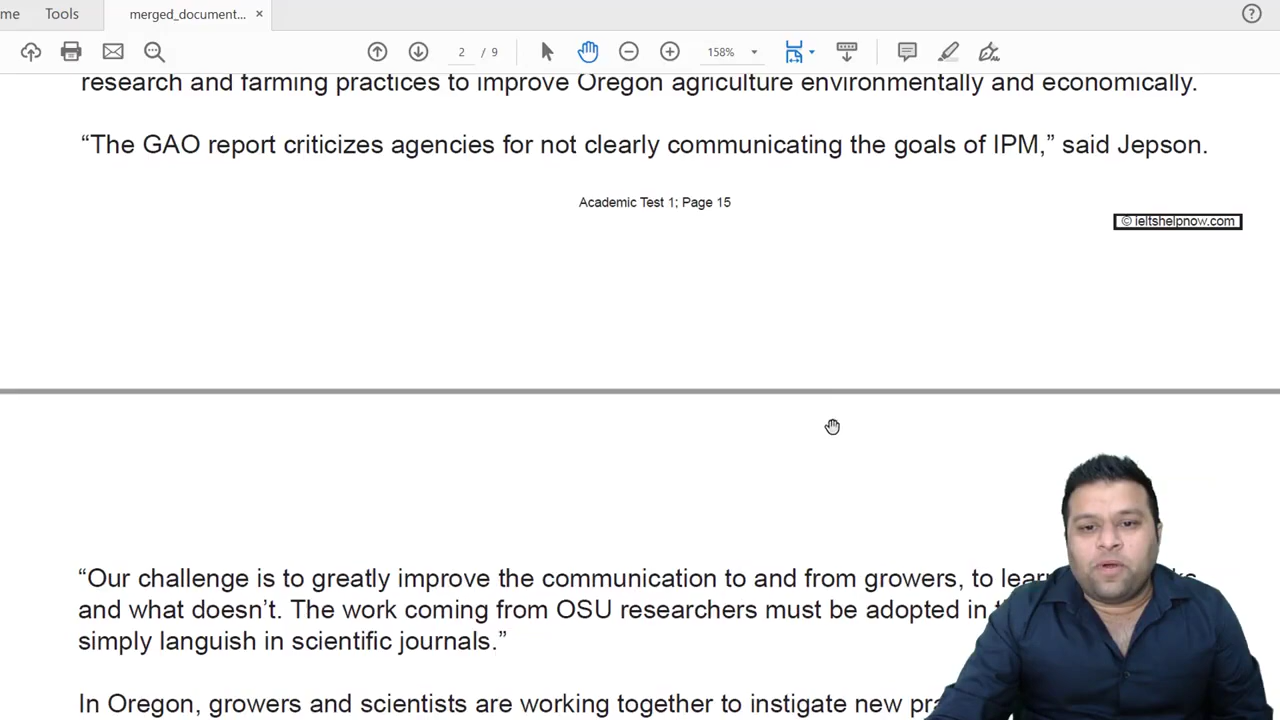 me Tools merged_document... ×
2 / 9 158%
research and farming practices to improve Oregon agriculture environmentally and economically.
“The GAO report criticizes agencies for not clearly communicating the goals of IPM,” said Jepson.
Academic Test 1; Page 15
© ieltshelpnow.com
“Our challenge is to greatly improve the communication to and from growers, to
and what doesn’t. The work coming from OSU researchers must be adopted in
simply languish in scientific journals.”
In Oregon, growers and scientists are working together to instigate new